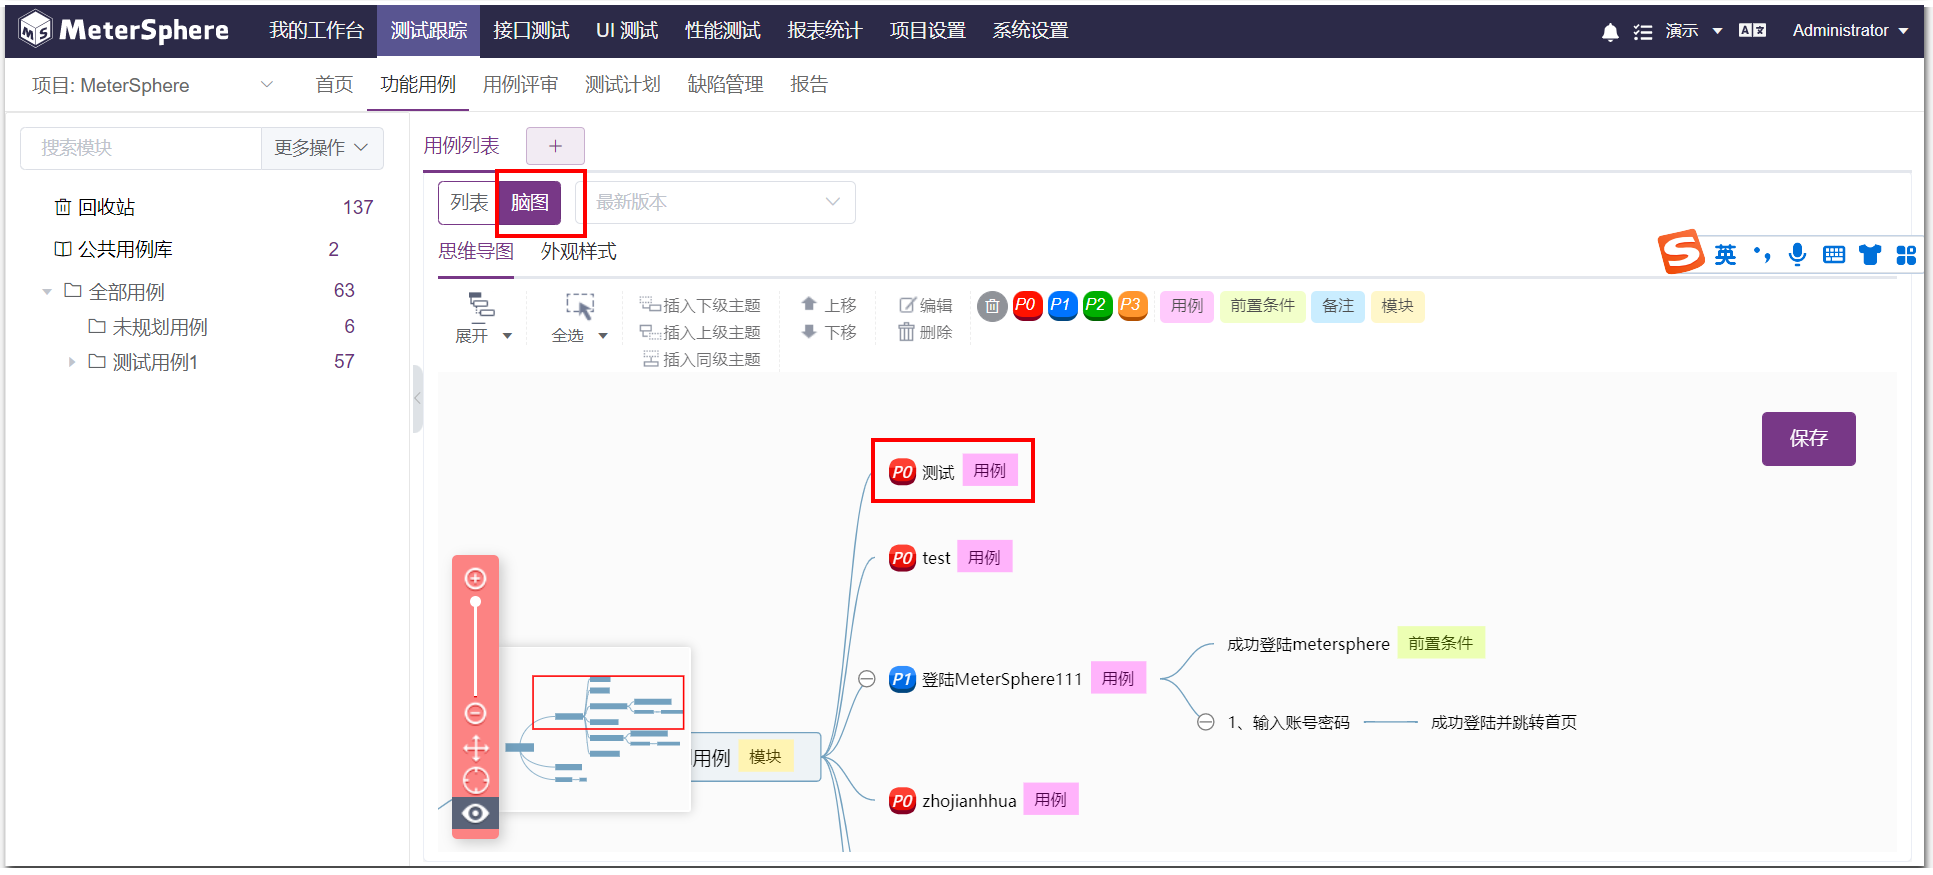 MeterSphere 我的工作台 测试跟踪 接口测试 UI 测试 性能测试 报表统计 项目设置 系统设置 演示 Administrator
项目: MeterSphere 首页 功能用例 用例评审 测试计划 缺陷管理 报告
搜索模块 更多操作
回收站 137
公共用例库 2
全部用例 63
未规划用例 6
测试用例1 57
用例列表 +
列表 脑图 最新版本
思维导图 外观样式
英
展开 全选
插入下级主题
插入上级主题
插入同级主题
上移
下移
编辑
删除
P0 P1 P2 P3 用例 前置条件 备注 模块
保存
P0 测试 用例
P0 test 用例
成功登陆metersphere 前置条件
P1 登陆MeterSphere111 用例
1、输入账号密码 成功登陆并跳转首页
用例 模块
P0 zhojianhhua 用例